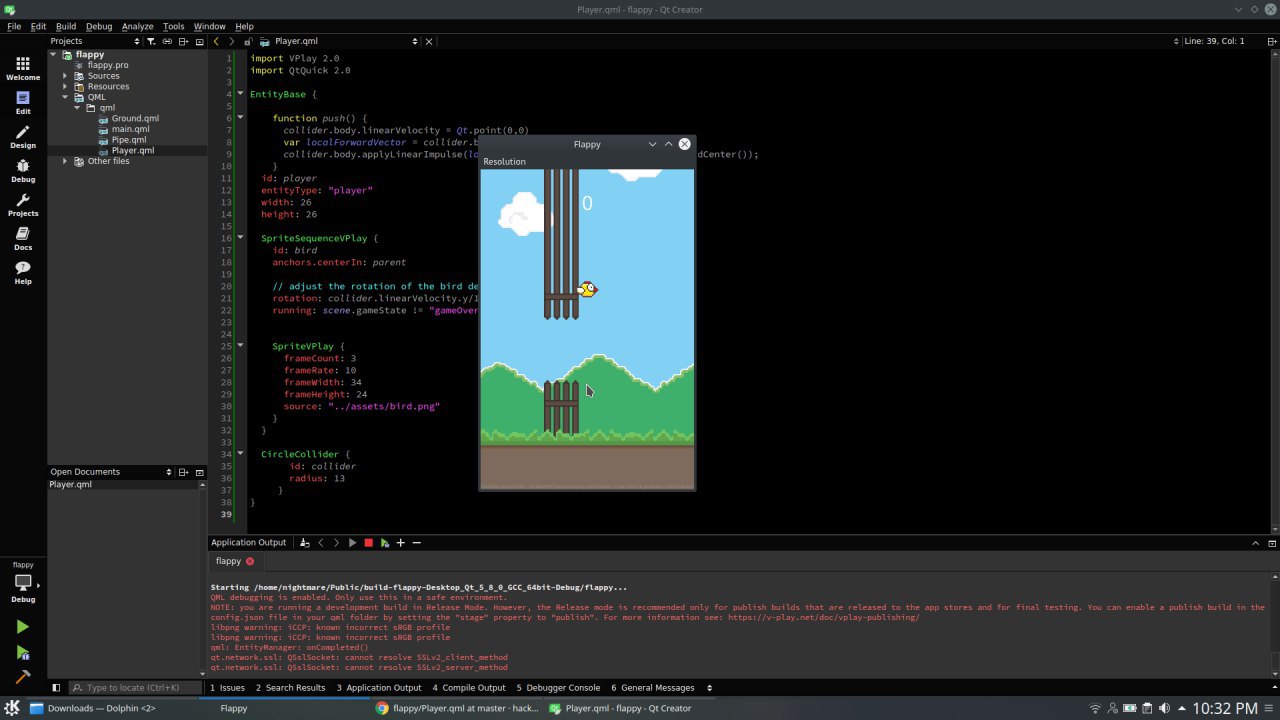 Player.qml - flappy - Qt Creator
File Edit Build Debug Analyze Tools Window Help
Projects
Player.qml
Line: 39, Col: 1
Welcome
Edit
Design
Debug
Projects
Docs
Help
flappy
flappy.pro
Sources
Resources
QML
qml
Ground.qml
main.qml
Pipe.qml
Player.qml
Other files
Open Documents
Player.qml
1 import VPlay 2.0
2 import QtQuick 2.0
3
4 EntityBase {
5
6 function push() {
7 collider.body.linearVelocity = Qt.point(0,0)
8 var localForwardVector = collider.b
9 collider.body.applyLinearImpulse(lo dCenter());
10 }
11 id: player
12 entityType: "player"
13 width: 26
14 height: 26
15
16 SpriteSequenceVPlay {
17 id: bird
18 anchors.centerIn: parent
19
20 // adjust the rotation of the bird de
21 rotation: collider.linearVelocity.y/1
22 running: scene.gameState != "gameOver
23
24
25 SpriteVPlay {
26 frameCount: 3
27 frameRate: 10
28 frameWidth: 34
29 frameHeight: 24
30 source: "../assets/bird.png"
31 }
32 }
33
34 CircleCollider {
35 id: collider
36 radius: 13
37 }
38 }
39
Flappy
Resolution
0
Application Output
flappy
Starting /home/nightmare/Public/build-flappy-Desktop_Qt_5_8_0_GCC_64bit-Debug/flappy...
QML debugging is enabled. Only use this in a safe environment.
NOTE: you are running a development build in Release Mode. However, the Release mode is recommended only for publish builds that are released to the app stores and for final testing. You can enable a publish build in the
config.json file in your qml folder by setting the "stage" property to "publish". For more information see: https://v-play.net/doc/vplay-publishing/
libpng warning: iCCP: known incorrect sRGB profile
libpng warning: iCCP: known incorrect sRGB profile
qml: EntityManager: onCompleted()
qt.network.ssl: QSslSocket: cannot resolve SSLv2_client_method
qt.network.ssl: QSslSocket: cannot resolve SSLv2_server_method
flappy
Debug
Type to locate (Ctrl+K)
1 Issues 2 Search Results 3 Application Output 4 Compile Output 5 Debugger Console 6 General Messages
Downloads — Dolphin <2>
Flappy
flappy/Player.qml at master · hack...
Player.qml - flappy - Qt Creator
10:32 PM